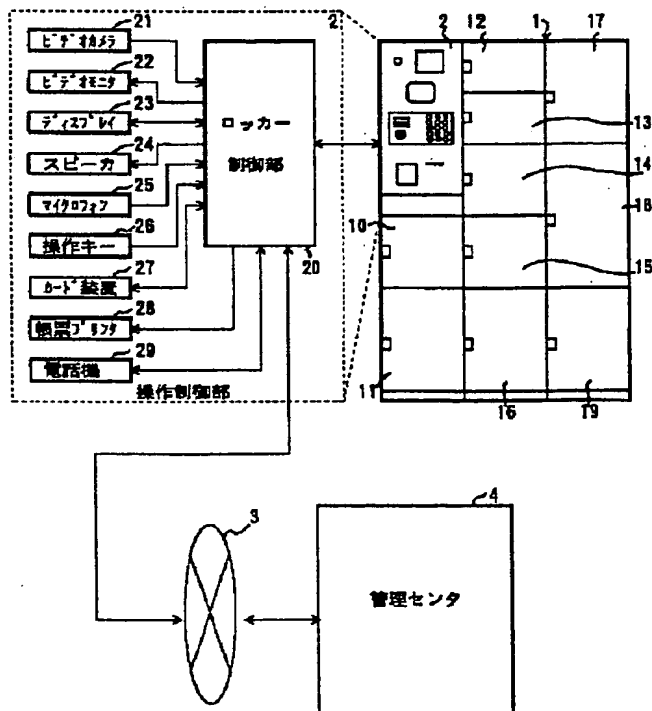 21
ビデオカメラ
22
ビデオモニタ
23
ディスプレイ
24
スピーカ
25
マイクロフォン
26
操作キー
27
カード装置
28
帳票プリンタ
29
電話機
ロッカー
制御部
20
2
操作制御部
2 12 1 17
13
14
18
10
15
11
16
19
3
4
管理センタ